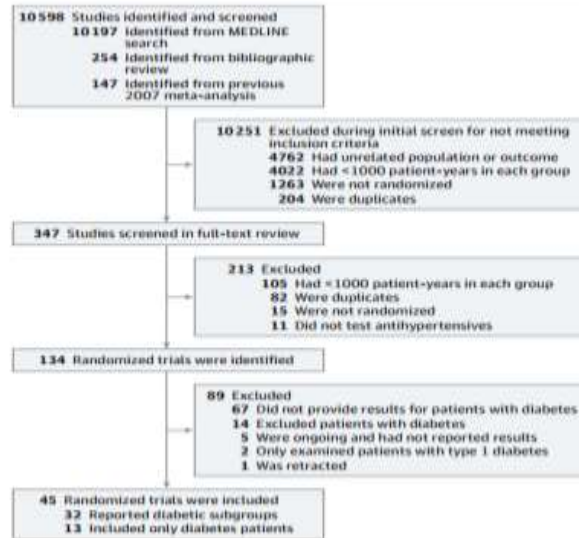 10598 Studies identified and screened
10197 Identified from MEDLINE
search
254 Identified from bibliographic
review
147 Identified from previous
2007 meta-analysis
10251 Excluded during initial screen for not meeting
inclusion criteria
4762 Had unrelated population or outcome
4022 Had <1000 patient-years in each group
1263 Were not randomized
204 Were duplicates
347 Studies screened in full-text review
213 Excluded
105 Had <1000 patient-years in each group
82 Were duplicates
15 Were not randomized
11 Did not test antihypertensives
134 Randomized trials were identified
89 Excluded
67 Did not provide results for patients with diabetes
14 Excluded patients with diabetes
5 Were ongoing and had not reported results
2 Only examined patients with type 1 diabetes
1 Was retracted
45 Randomized trials were included
32 Reported diabetic subgroups
13 Included only diabetes patients